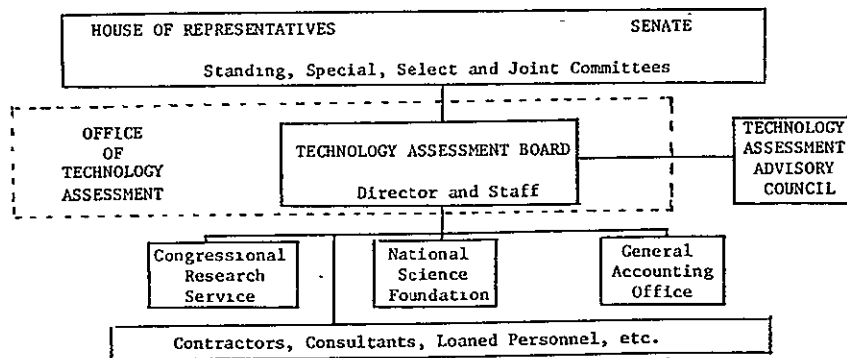 HOUSE OF REPRESENTATIVES SENATE
Standing, Special, Select and Joint Committees
OFFICE
OF
TECHNOLOGY
ASSESSMENT
TECHNOLOGY ASSESSMENT BOARD
Director and Staff
TECHNOLOGY
ASSESSMENT
ADVISORY
COUNCIL
Congressional
Research
Service
National
Science
Foundation
General
Accounting
Office
Contractors, Consultants, Loaned Personnel, etc.